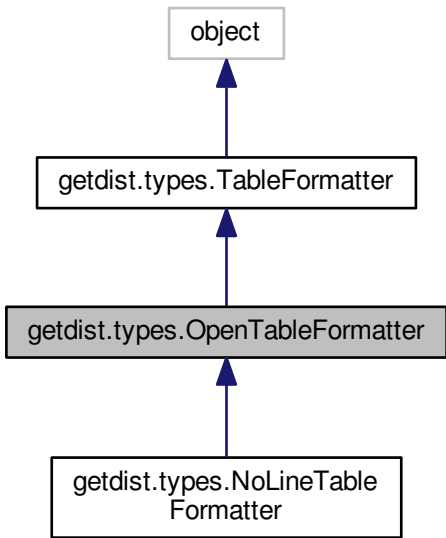 object
getdist.types.TableFormatter
getdist.types.OpenTableFormatter
getdist.types.NoLineTable
Formatter